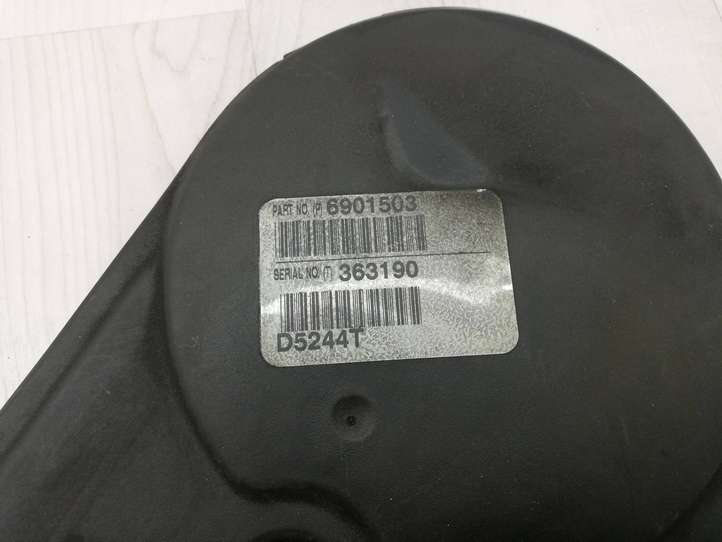 PART NO. (P) 6901503
SERIAL NO. (T) 363190
D5244T